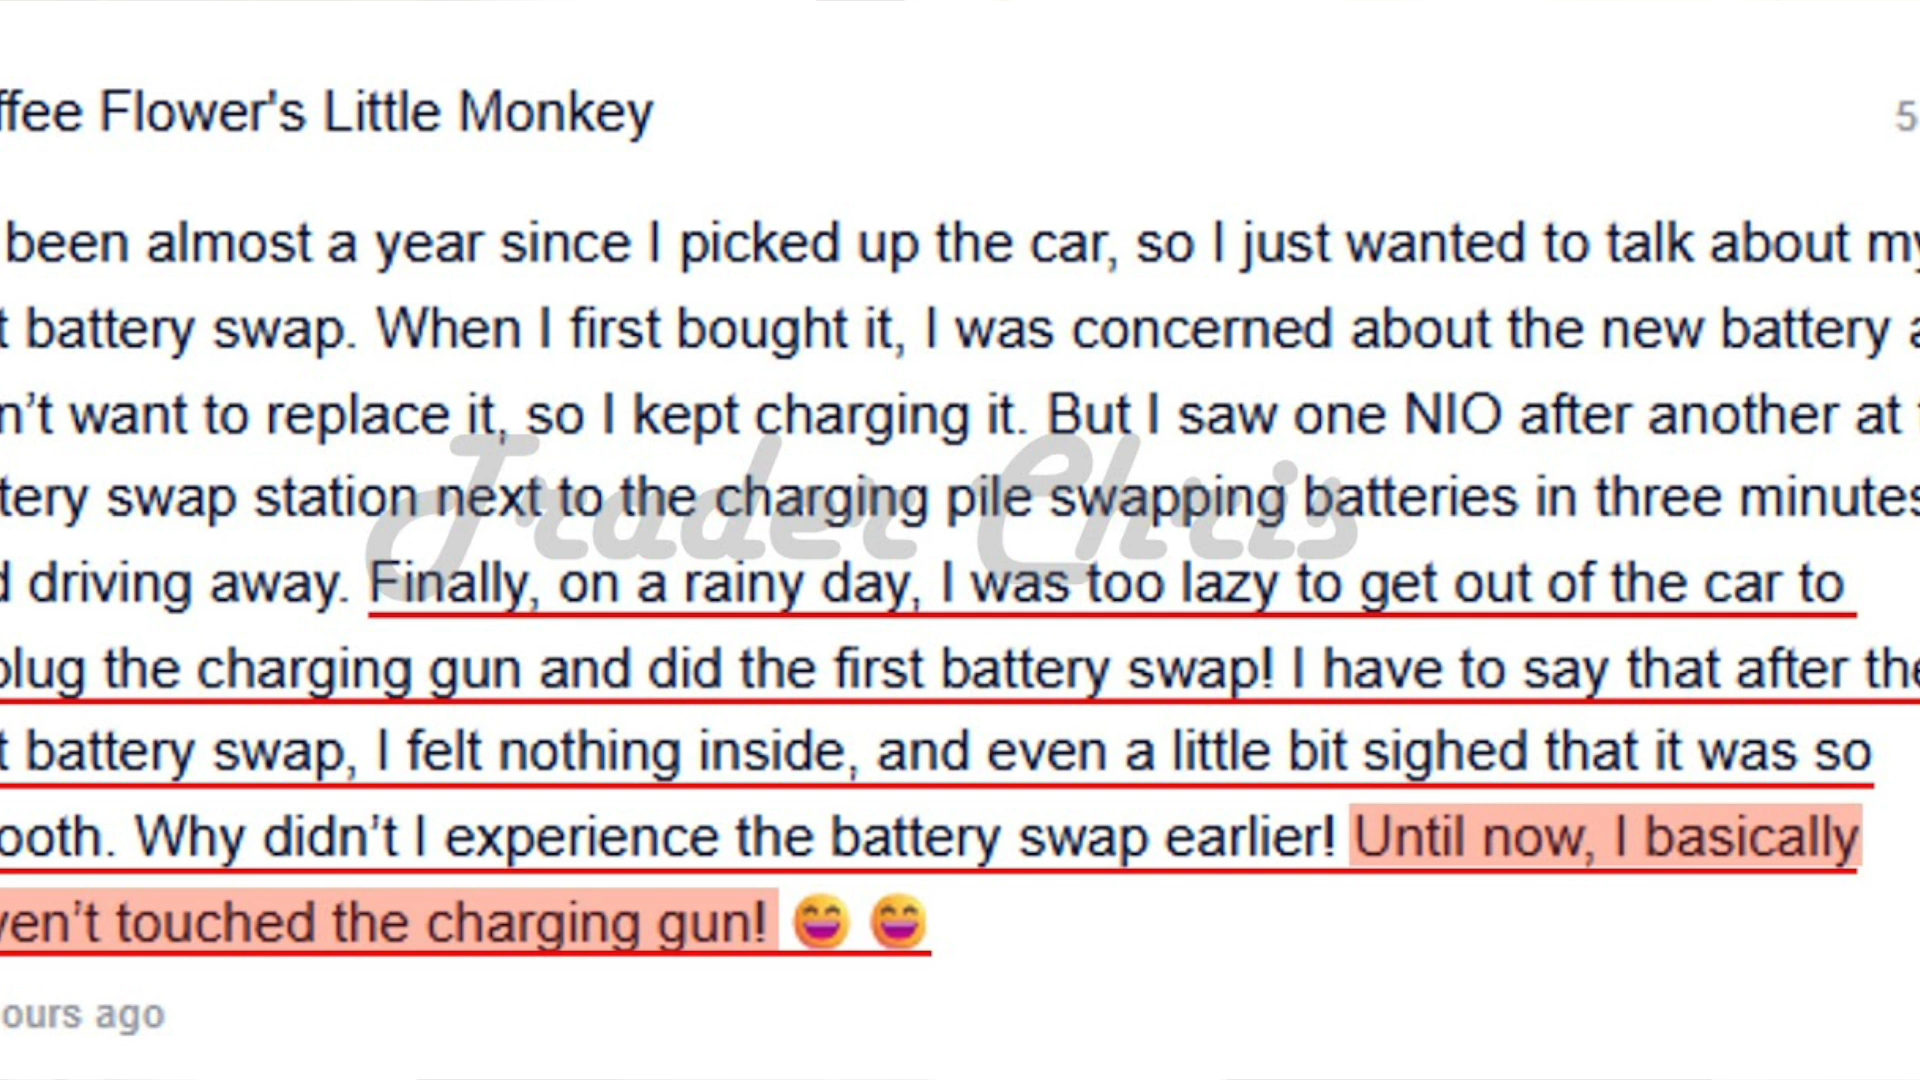 ffee Flower's Little Monkey
5
been almost a year since I picked up the car, so I just wanted to talk about my
t battery swap. When I first bought it, I was concerned about the new battery a
n't want to replace it, so I kept charging it. But I saw one NIO after another at t
tery swap station next to the charging pile swapping batteries in three minutes
d driving away. Finally, on a rainy day, I was too lazy to get out of the car to
plug the charging gun and did the first battery swap! I have to say that after the
t battery swap, I felt nothing inside, and even a little bit sighed that it was so
ooth. Why didn't I experience the battery swap earlier! Until now, I basically
ven't touched the charging gun! 😄 😄
ours ago
Trader Chris